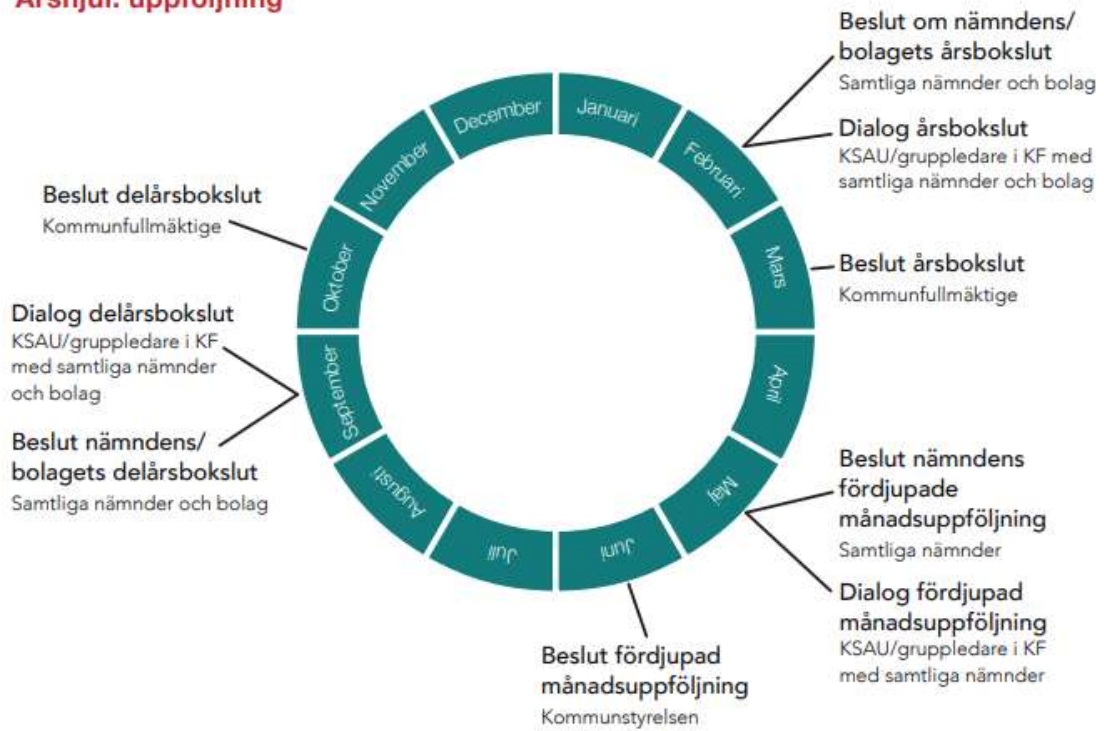 Årshjul: uppföljning
Beslut om nämndens/
bolagets årsbokslut
Samtliga nämnder och bolag
Dialog årsbokslut
KSAU/gruppledare i KF med
samtliga nämnder och bolag
Beslut årsbokslut
Kommunfullmäktige
Beslut nämndens
fördjupade
månadsuppföljning
Samtliga nämnder
Dialog fördjupad
månadsuppföljning
KSAU/gruppledare i KF
med samtliga nämnder
Beslut fördjupad
månadsuppföljning
Kommunstyrelsen
Beslut nämndens/
bolagets delårsbokslut
Samtliga nämnder och bolag
Dialog delårsbokslut
KSAU/gruppledare i KF
med samtliga nämnder
och bolag
Beslut delårsbokslut
Kommunfullmäktige
Januari
Februari
Mars
April
Maj
Juni
Juli
Augusti
September
Oktober
November
December